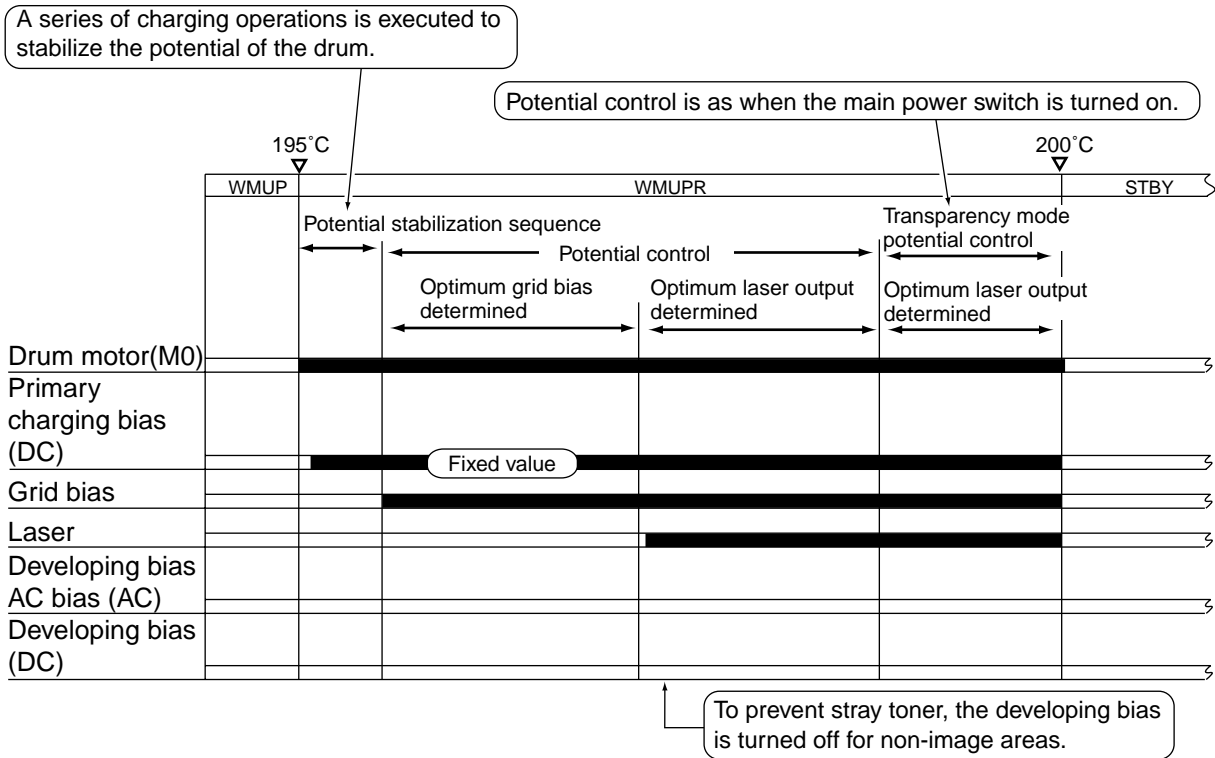 A series of charging operations is executed to
stabilize the potential of the drum.
Potential control is as when the main power switch is turned on.
195˚C
200˚C
WMUP
WMUPR
STBY
Potential stabilization sequence
Transparency mode
potential control
Potential control
Optimum grid bias
determined
Optimum laser output
determined
Optimum laser output
determined
Drum motor(M0)
Primary
charging bias
(DC)
Fixed value
Grid bias
Laser
Developing bias
AC bias (AC)
Developing bias
(DC)
To prevent stray toner, the developing bias
is turned off for non-image areas.